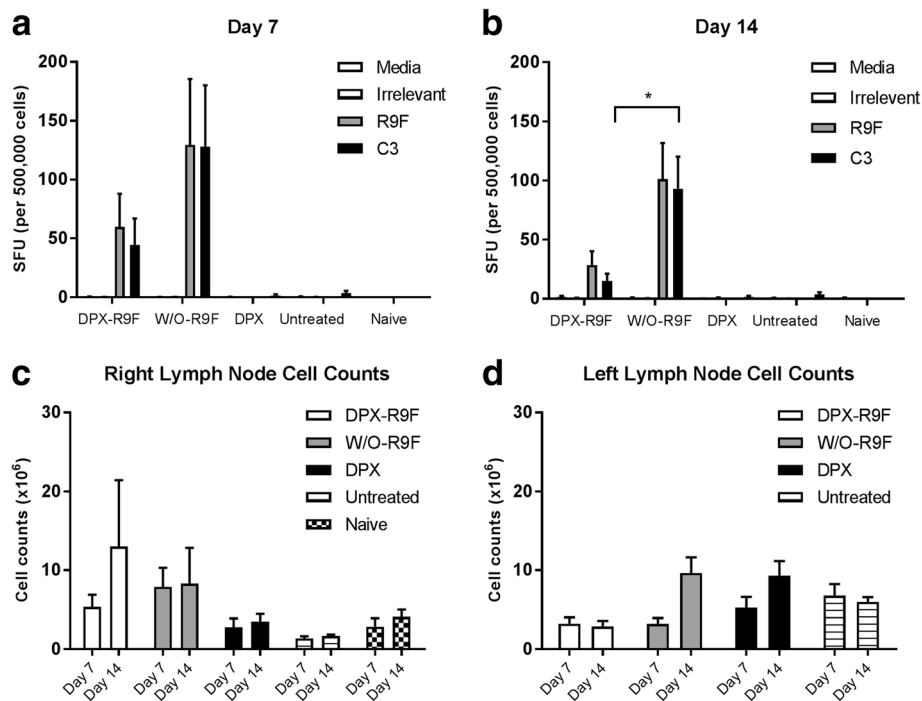 a
Day 7
SFU (per 500,000 cells)
200
150
100
50
0
Media
Irrelevant
R9F
C3
DPX-R9F W/O-R9F DPX Untreated Naive
b
Day 14
SFU (per 500,000 cells)
200
150
100
50
0
*
Media
Irrelevent
R9F
C3
DPX-R9F W/O-R9F DPX Untreated Naive
c
Right Lymph Node Cell Counts
Cell counts (x10⁶)
30
20
10
0
DPX-R9F
W/O-R9F
DPX
Untreated
Naive
Day 7 Day 14 Day 7 Day 14 Day 7 Day 14 Day 7 Day 14 Day 7 Day 14
d
Left Lymph Node Cell Counts
Cell counts (x10⁶)
30
20
10
0
DPX-R9F
W/O-R9F
DPX
Untreated
Day 7 Day 14 Day 7 Day 14 Day 7 Day 14 Day 7 Day 14